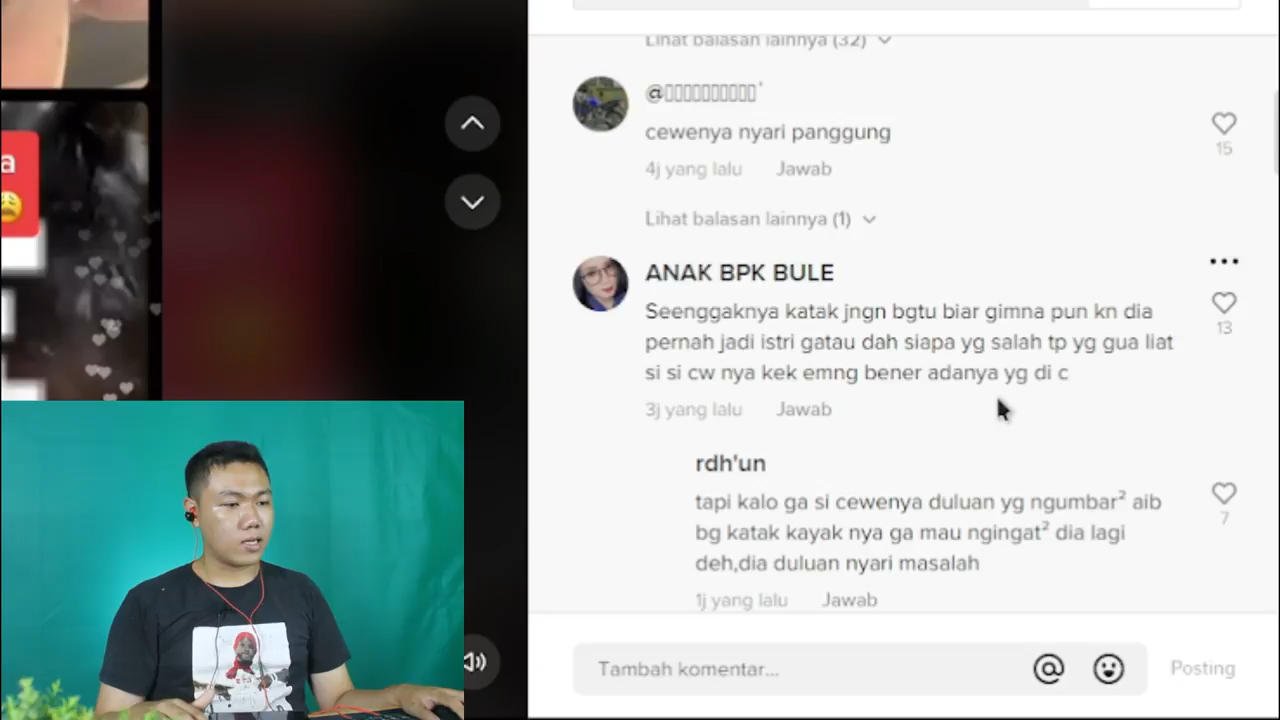 a
Lihat balasan lainnya (32)
cewenya nyari panggung
15
4j yang lalu Jawab
Lihat balasan lainnya (1)
ANAK BPK BULE
Seenggaknya katak jngn bgtu biar gimna pun kn dia
13
pernah jadi istri gatau dah siapa yg salah tp yg gua liat
si si cw nya kek emng bener adanya yg di c
3j yang lalu Jawab
rdh'un
tapi kalo ga si cewenya duluan yg ngumbar² aib
bg katak kayak nya ga mau ngingat² dia lagi
7
deh,dia duluan nyari masalah
1j yang lalu Jawab
Tambah komentar... @ Posting